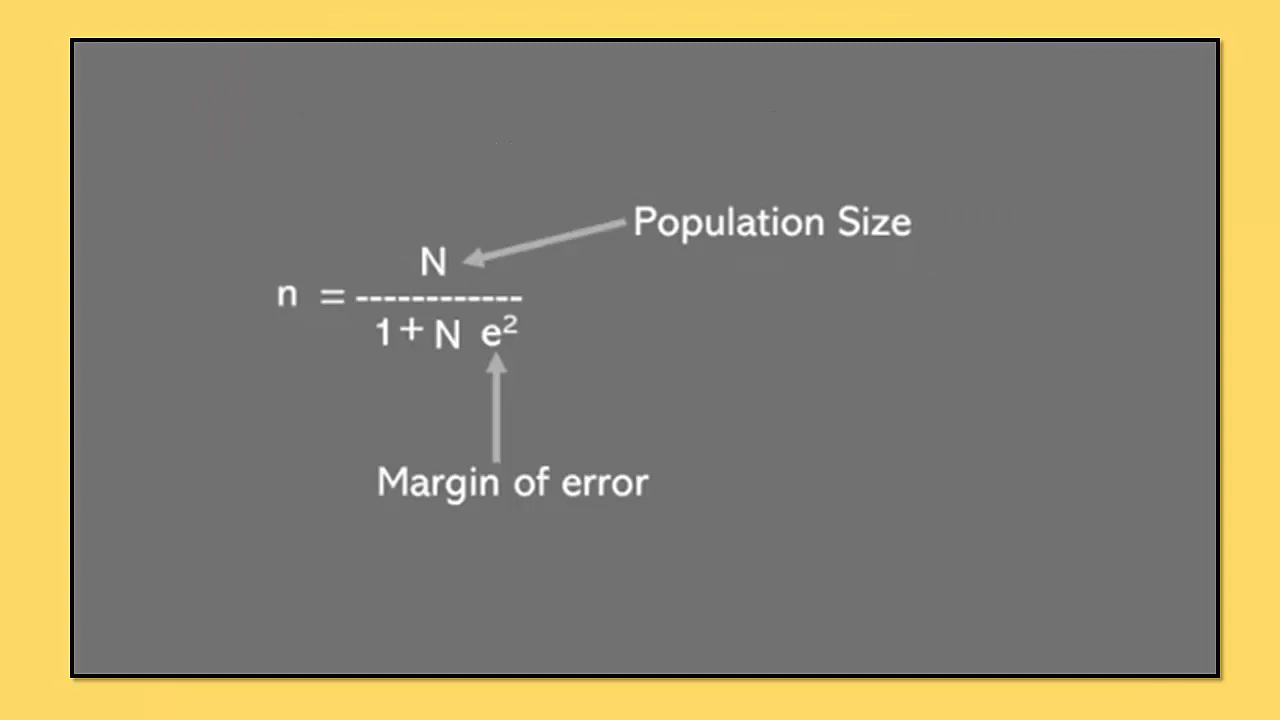 Population Size
N
n = ------------
1 + N e²
Margin of error